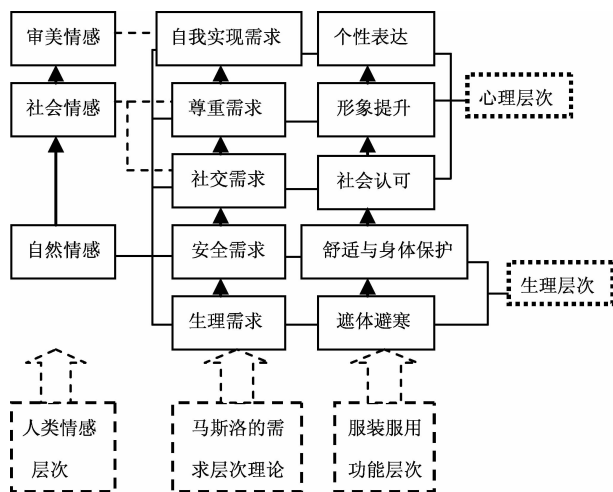 审美情感
自我实现需求
个性表达
社会情感
尊重需求
形象提升
心理层次
社交需求
社会认可
自然情感
安全需求
舒适与身体保护
生理层次
生理需求
遮体避寒
人类情感
层次
马斯洛的需
求层次理论
服装服用
功能层次